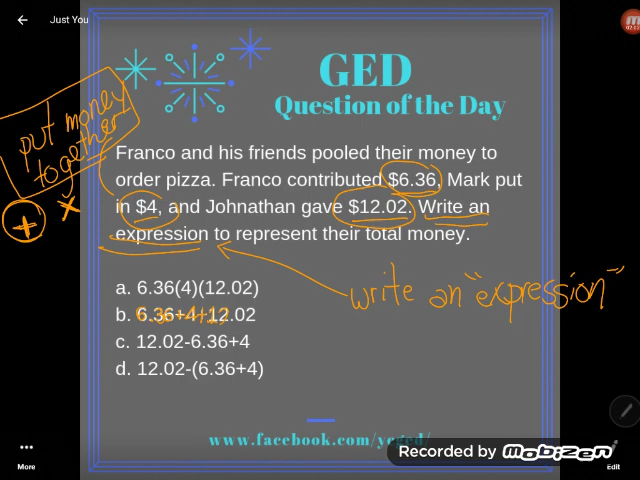 Just You
GED
Question of the Day
put money
together
+
x
Franco and his friends pooled their money to
order pizza. Franco contributed $6.36, Mark put
in $4, and Johnathan gave $12.02. Write an
expression to represent their total money.
write an "expression"
a. 6.36(4)(12.02)
b. 6.36+4+12.02
c. 12.02-6.36+4
d. 12.02-(6.36+4)
Recorded by mobizen
More
Edit